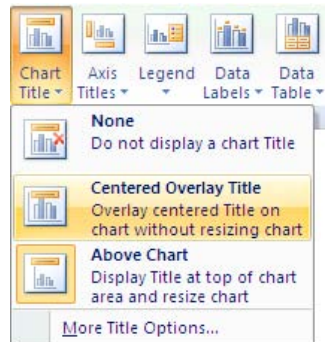 Chart Axis Legend Data Data
Title Titles Labels Table
None
Do not display a chart Title
Centered Overlay Title
Overlay centered Title on
chart without resizing chart
Above Chart
Display Title at top of chart
area and resize chart
More Title Options...